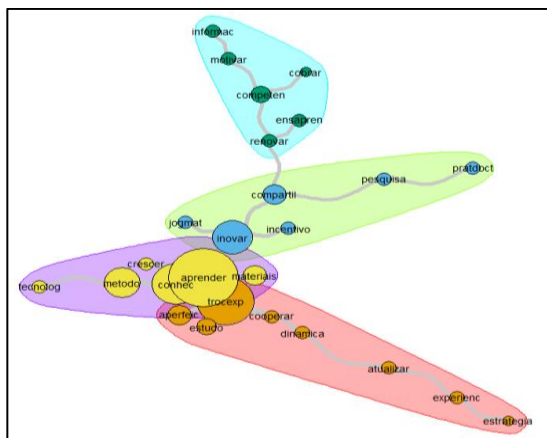 informac
motivar
cobrar
competen
ensapren
renovar
pesquisa
pratdoct
compartil
jogmat
incentivo
inovar
crescer
aprender
materiais
tecnolog
metodo
conhec
trocexp
aperfeic
cooperar
estudo
dinamica
atualizar
experienc
estrategia